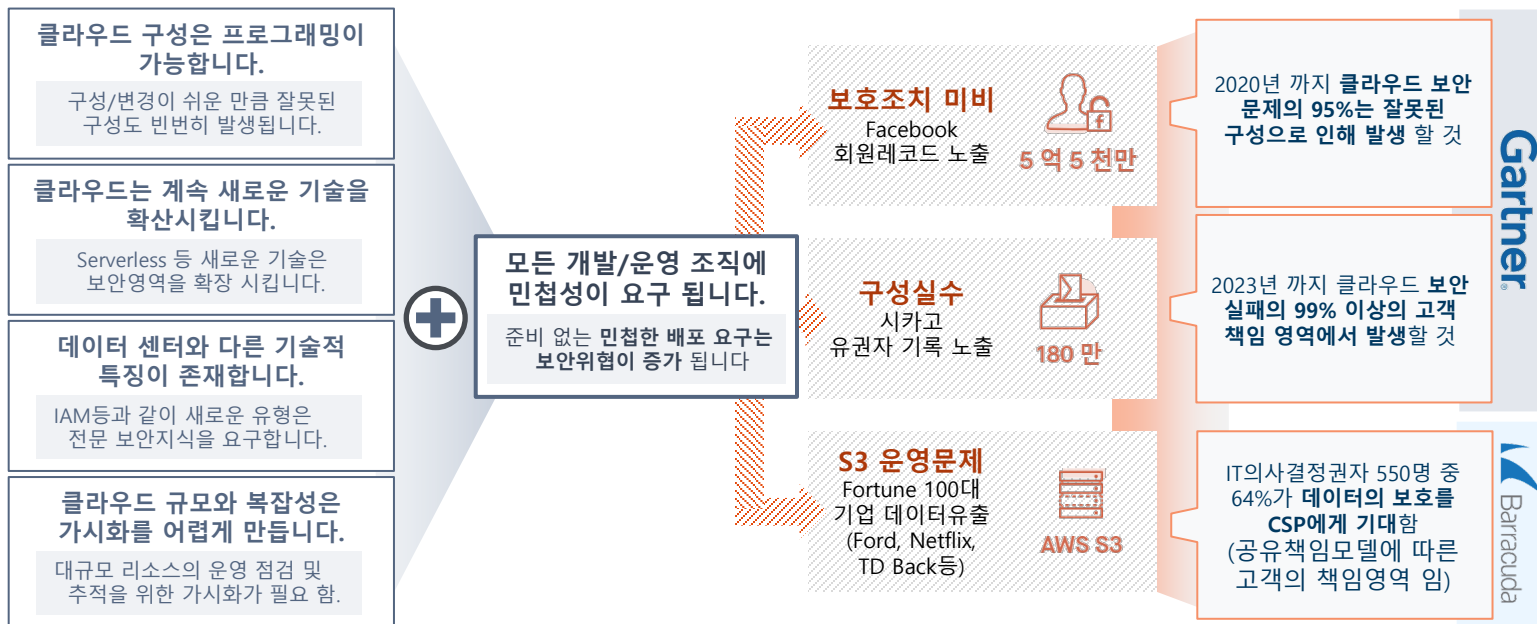 클라우드 구성은 프로그래밍이
가능합니다.
구성/변경이 쉬운 만큼 잘못된
구성도 빈번히 발생됩니다.
클라우드는 계속 새로운 기술을
확산시킵니다.
Serverless 등 새로운 기술은
보안영역을 확장 시킵니다.
데이터 센터와 다른 기술적
특징이 존재합니다.
IAM등과 같이 새로운 유형은
전문 보안지식을 요구합니다.
클라우드 규모와 복잡성은
가시화를 어렵게 만듭니다.
대규모 리소스의 운영 점검 및
추적을 위한 가시화가 필요 함.
모든 개발/운영 조직에
민첩성이 요구 됩니다.
준비 없는 민첩한 배포 요구는
보안위협이 증가 됩니다
보호조치 미비
Facebook
회원레코드 노출
5 억 5 천만
구성실수
시카고
유권자 기록 노출
180 만
S3 운영문제
Fortune 100대
기업 데이터유출
(Ford, Netflix,
TD Back등)
AWS S3
2020년 까지 클라우드 보안
문제의 95%는 잘못된
구성으로 인해 발생 할 것
2023년 까지 클라우드 보안
실패의 99% 이상의 고객
책임 영역에서 발생할 것
Gartner
IT의사결정권자 550명 중
64%가 데이터의 보호를
CSP에게 기대함
(공유책임모델에 따른
고객의 책임영역 임)
Barracuda